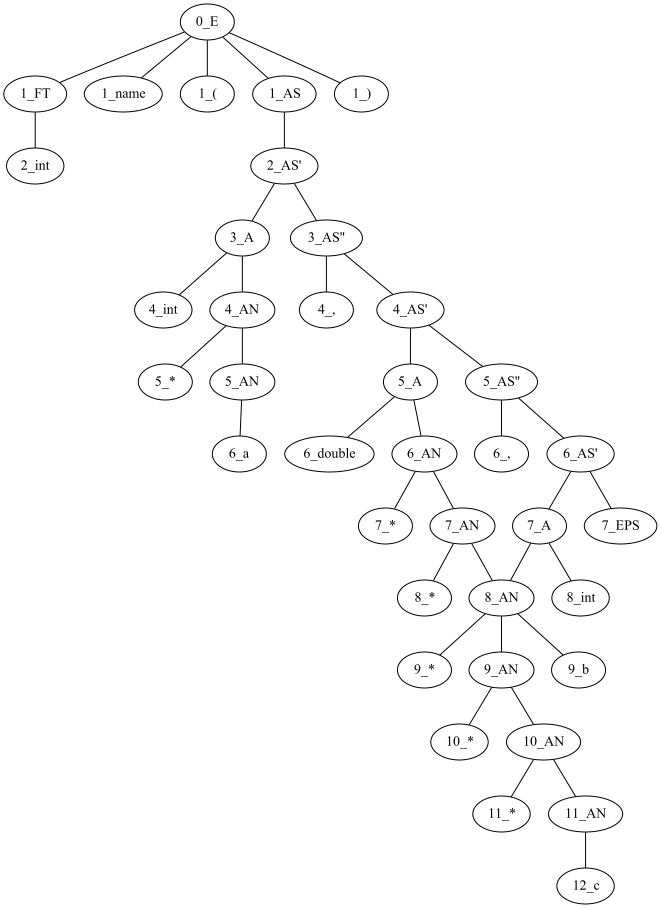 0_E
1_FT 1_name 1_( 1_AS 1_)
2_int 2_AS'
3_A 3_AS"
4_int 4_AN 4_, 4_AS'
5_* 5_AN 5_A 5_AS"
6_a 6_double 6_AN 6_, 6_AS'
7_* 7_AN 7_A 7_EPS
8_* 8_AN 8_int
9_* 9_AN 9_b
10_* 10_AN
11_* 11_AN
12_c